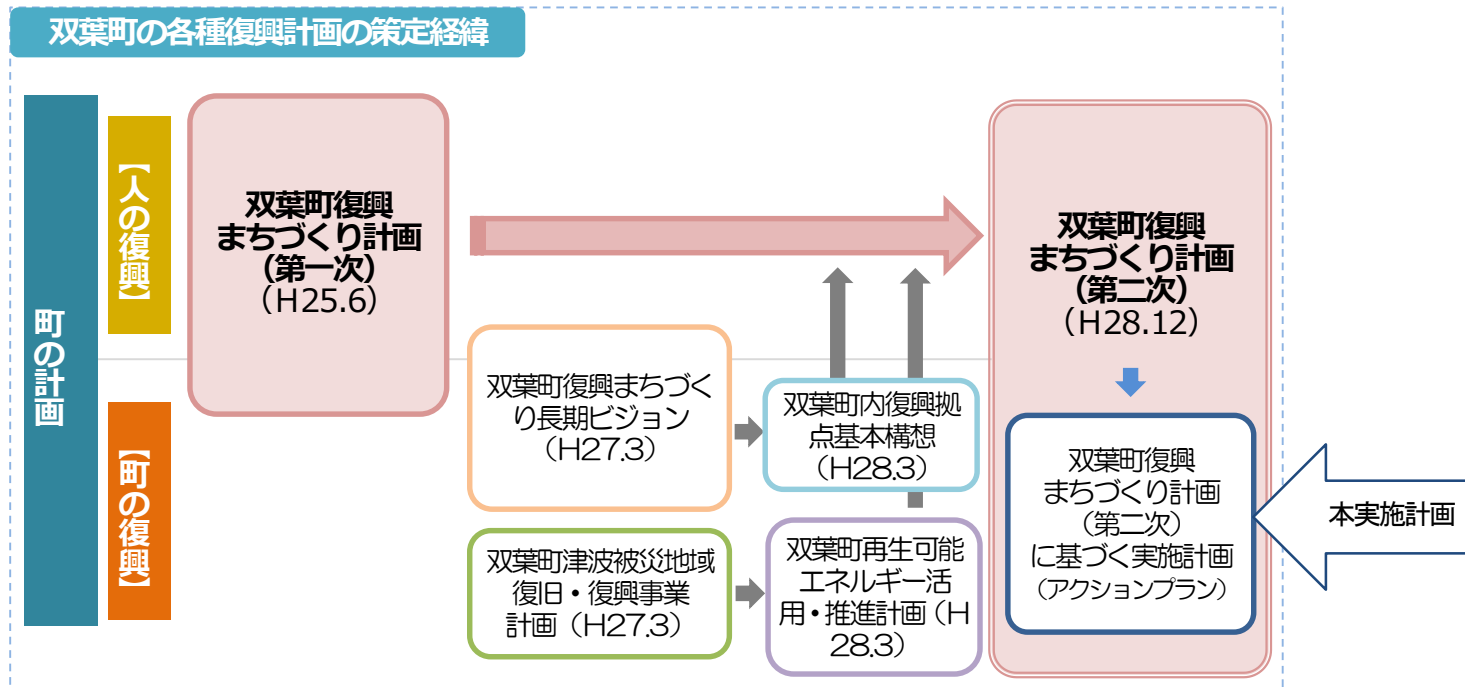 双葉町の各種復興計画の策定経緯
町の計画
【人の復興】
【町の復興】
双葉町復興
まちづくり計画
(第一次)
（H25.6）
双葉町復興まちづく
り長期ビジョン
（H27.3）
双葉町津波被災地域
復旧・復興事業
計画（H27.3）
双葉町内復興拠
点基本構想
（H28.3）
双葉町再生可能
エネルギー活
用・推進計画（H
28.3）
双葉町復興
まちづくり計画
(第二次)
（H28.12）
双葉町復興
まちづくり計画
（第二次）
に基づく実施計画
（アクションプラン）
本実施計画